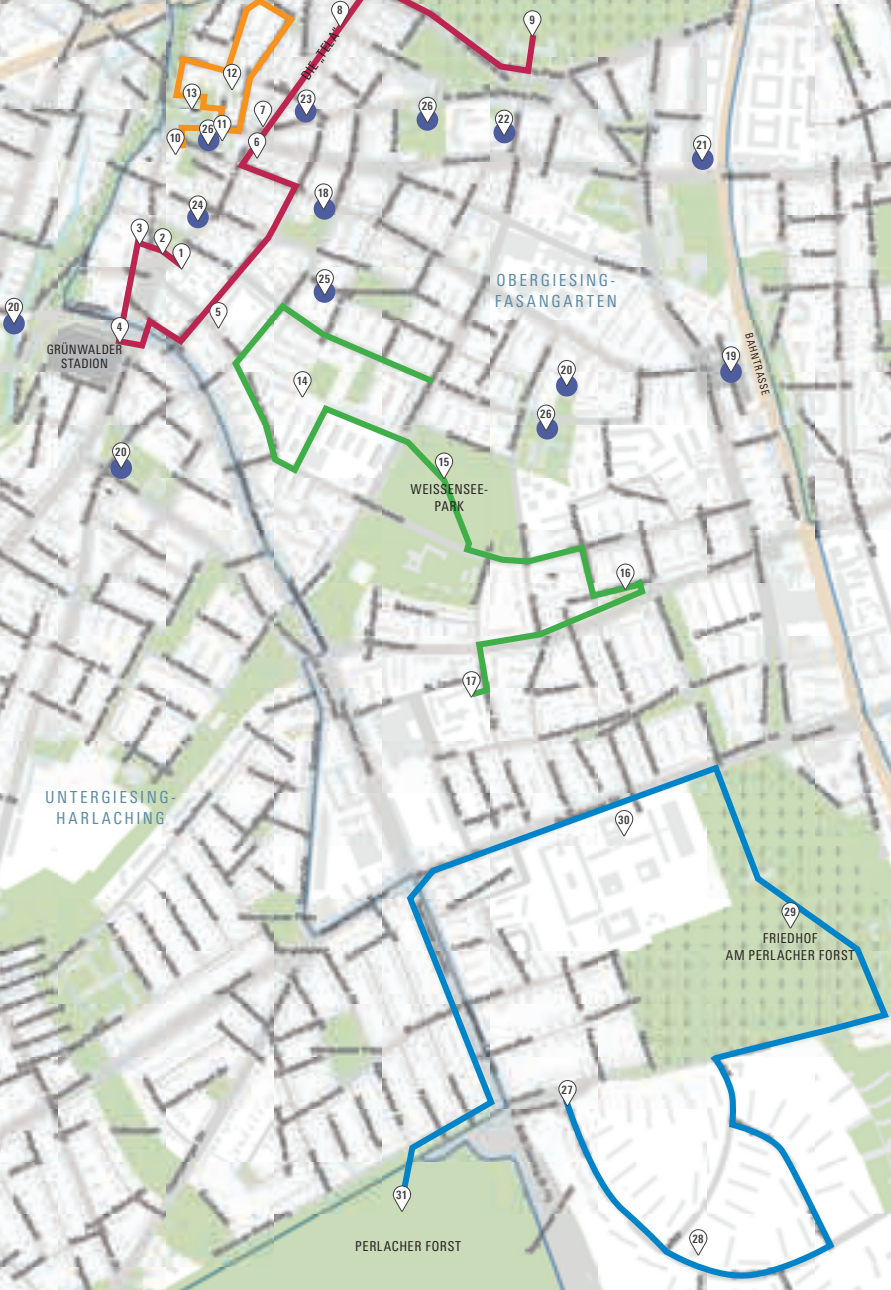 8
9
DIE „TELA“
12
13
7
23
26
22
11
26
10
6
21
18
24
3
2
1
25
OBERGIESING-
FASANGARTEN
20
5
4
GRÜNWALDER
STADION
BAHNTRASSE
19
20
14
26
20
15
WEISSENSEE-
PARK
16
17
UNTERGIESING-
HARLACHING
30
29
FRIEDHOF
AM PERLACHER FORST
27
31
28
PERLACHER FORST